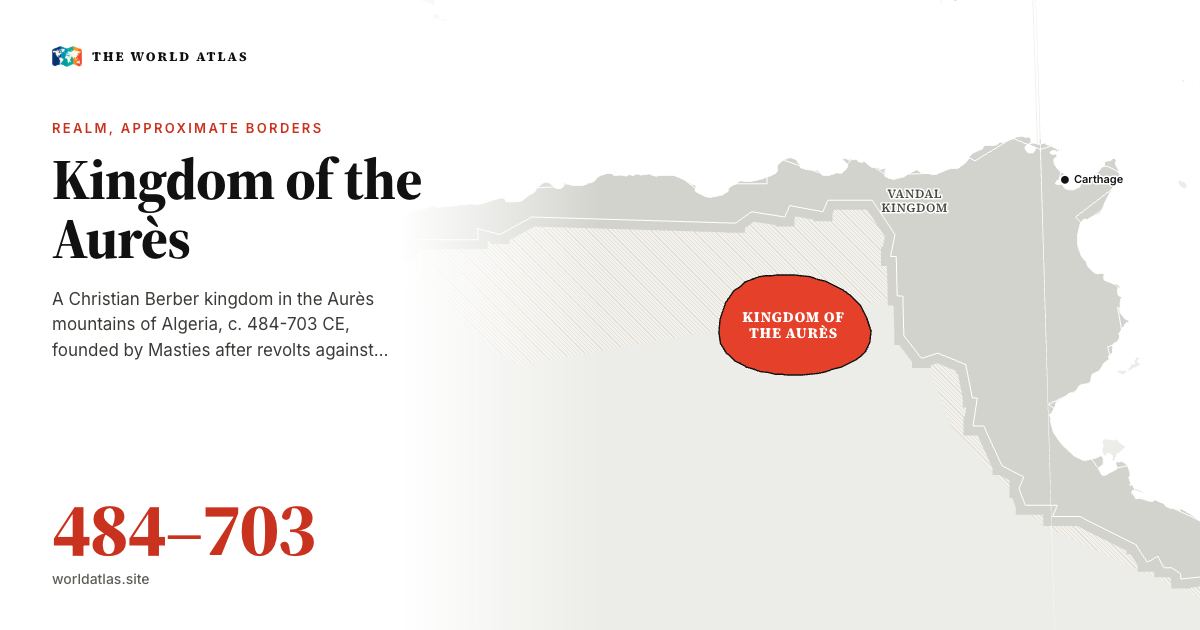 THE WORLD ATLAS
REALM, APPROXIMATE BORDERS
Kingdom of the
Aurès
A Christian Berber kingdom in the Aurès
mountains of Algeria, c. 484-703 CE,
founded by Masties after revolts against...
484–703
worldatlas.site
Carthage
VANDAL
KINGDOM
KINGDOM OF
THE AURÈS